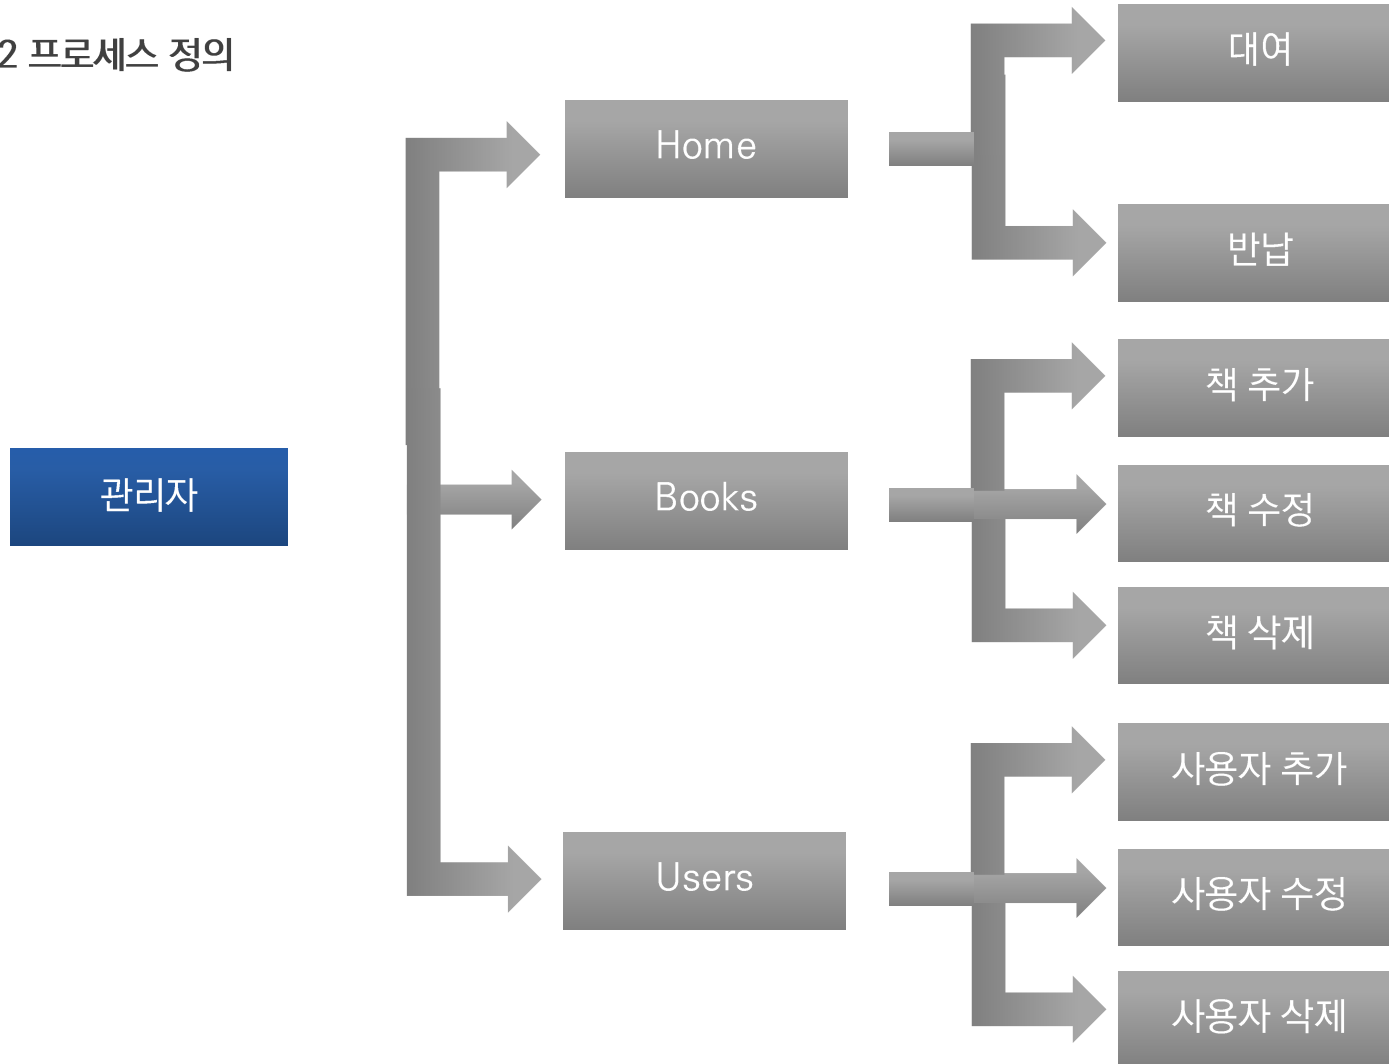 2 프로세스 정의
관리자
Home
대여
반납
Books
책 추가
책 수정
책 삭제
Users
사용자 추가
사용자 수정
사용자 삭제